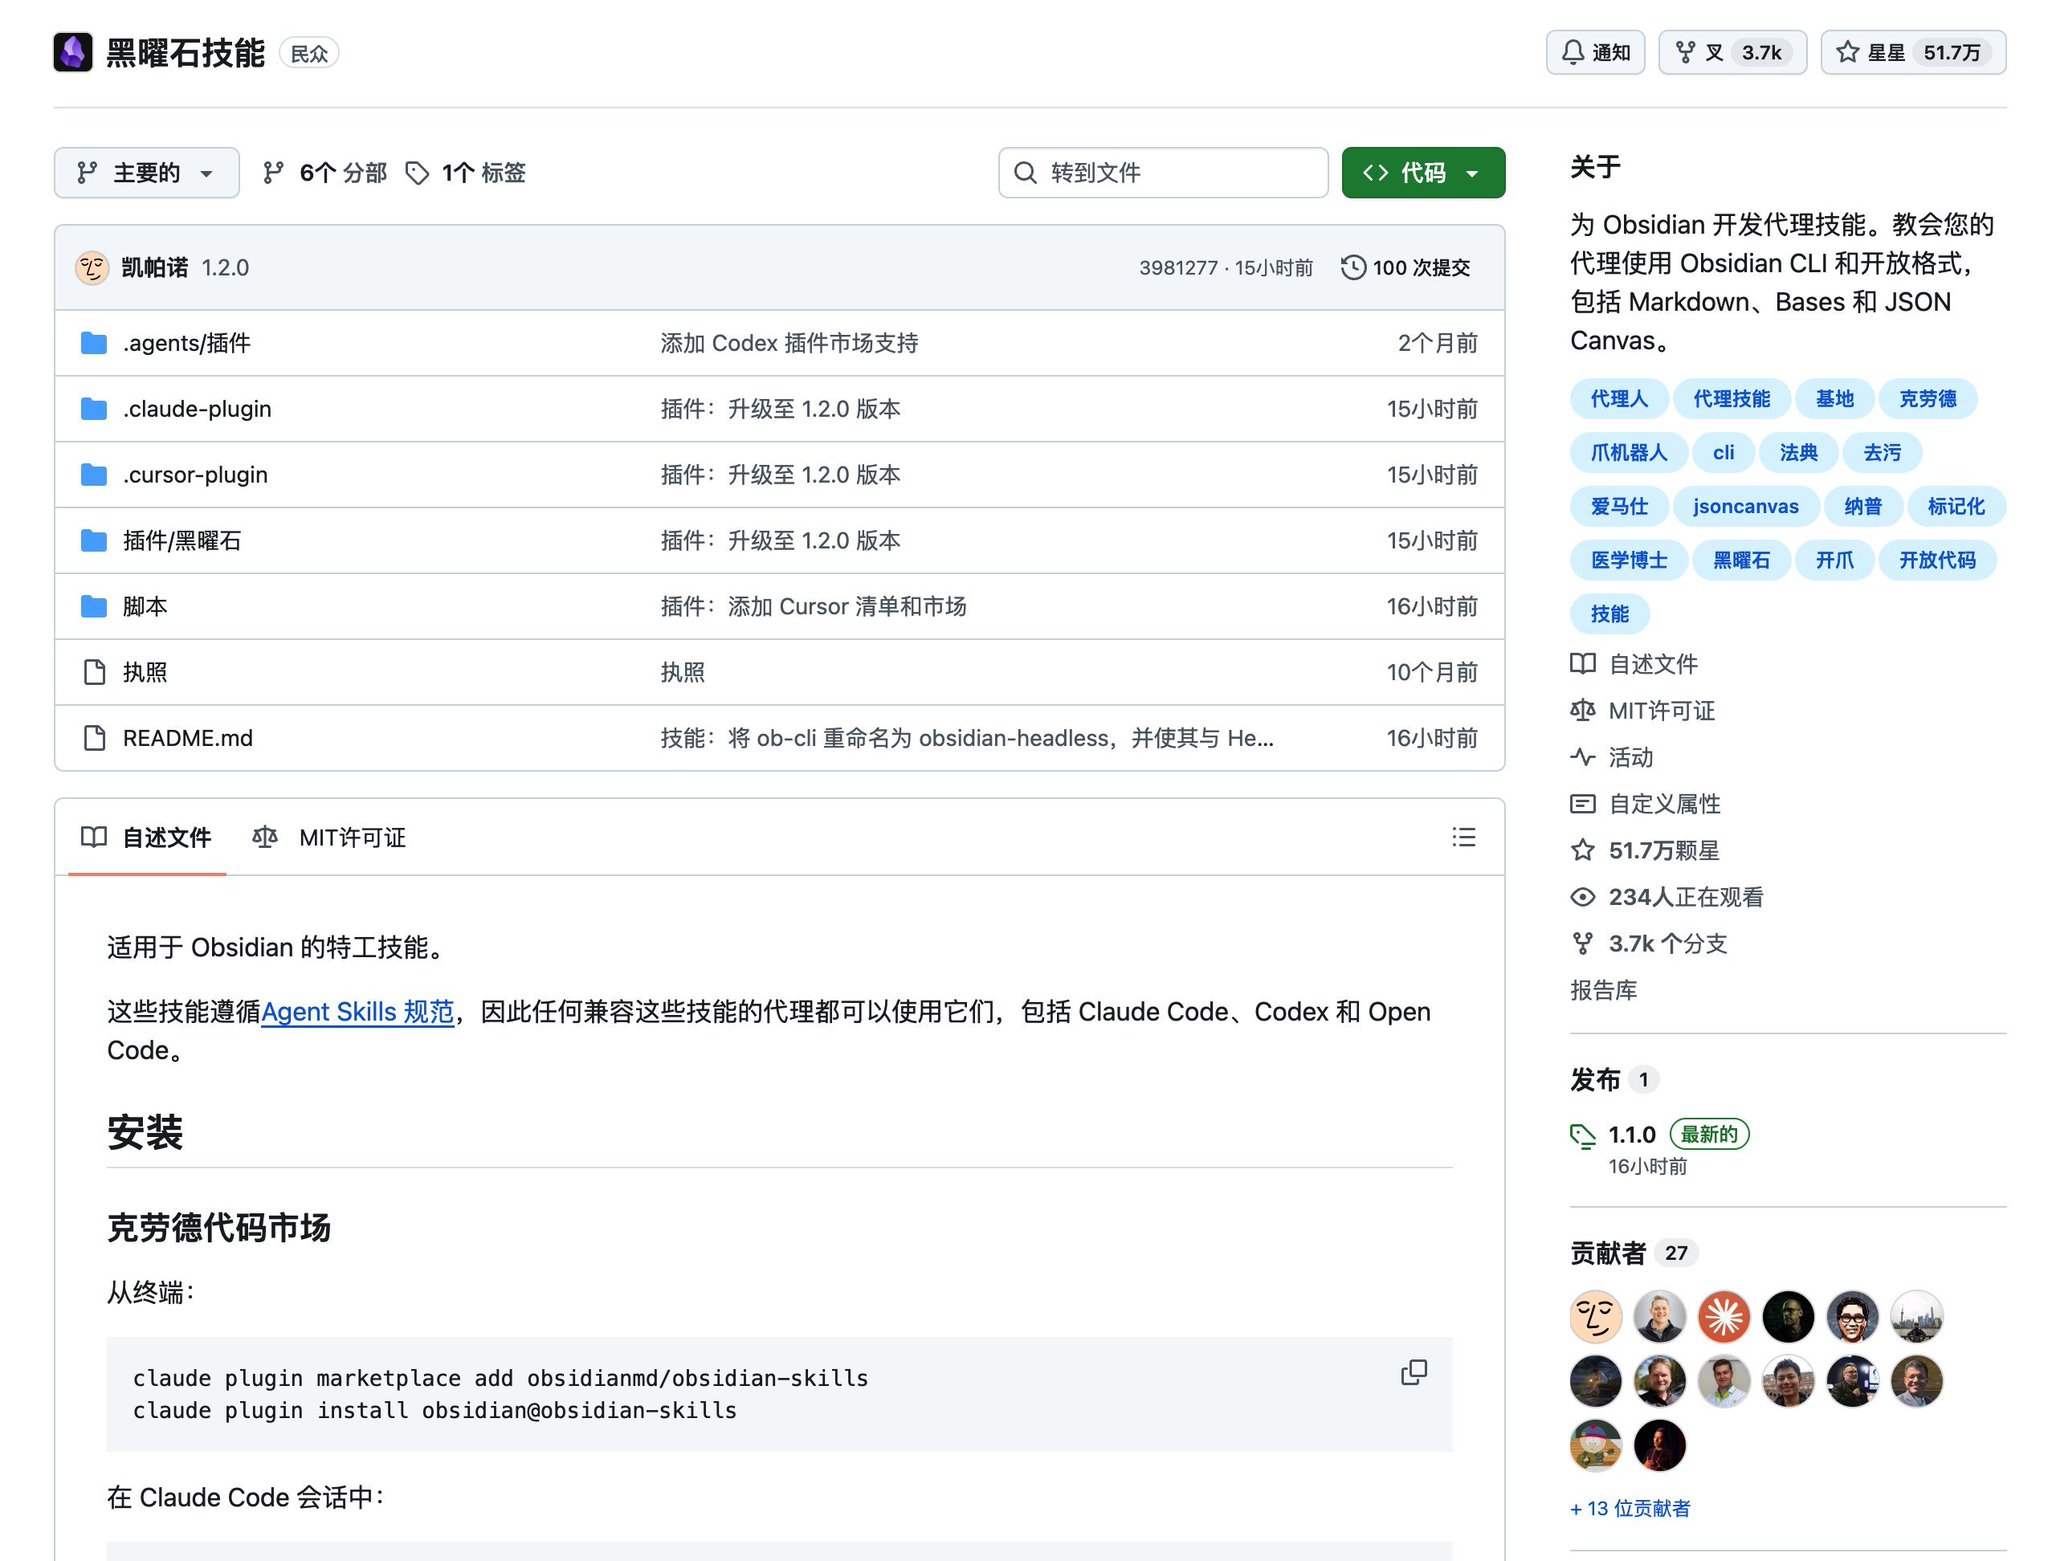 黑曜石技能 民众
通知
叉 3.7k
星星 51.7万
主要的
6个 分部
1个 标签
转到文件
代码
凯帕诺 1.2.0
3981277 · 15小时前
100 次提交
.agents/插件 添加 Codex 插件市场支持 2个月前
.claude-plugin 插件：升级至 1.2.0 版本 15小时前
.cursor-plugin 插件：升级至 1.2.0 版本 15小时前
插件/黑曜石 插件：升级至 1.2.0 版本 15小时前
脚本 插件：添加 Cursor 清单和市场 16小时前
执照 执照 10个月前
README.md 技能：将 ob-cli 重命名为 obsidian-headless，并使其与 He... 16小时前
自述文件 MIT许可证
适用于 Obsidian 的特工技能。
这些技能遵循Agent Skills 规范，因此任何兼容这些技能的代理都可以使用它们，包括 Claude Code、Codex 和 Open
Code。
安装
克劳德代码市场
从终端：
claude plugin marketplace add obsidianmd/obsidian-skills
claude plugin install obsidian@obsidian-skills
在 Claude Code 会话中：
关于
为 Obsidian 开发代理技能。教会您的
代理使用 Obsidian CLI 和开放格式，
包括 Markdown、Bases 和 JSON
Canvas。
代理人 代理技能 基地 克劳德
爪机器人 cli 法典 去污
爱马仕 jsoncanvas 纳普 标记化
医学博士 黑曜石 开爪 开放代码
技能
自述文件
MIT许可证
活动
自定义属性
51.7万颗星
234人正在观看
3.7k 个分支
报告库
发布 1
1.1.0 最新的
16小时前
贡献者 27
+ 13 位贡献者